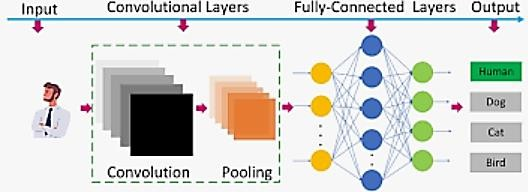 Input
Convolutional Layers
Fully-Connected Layers
Output
Convolution
Pooling
Human
Dog
Cat
Bird